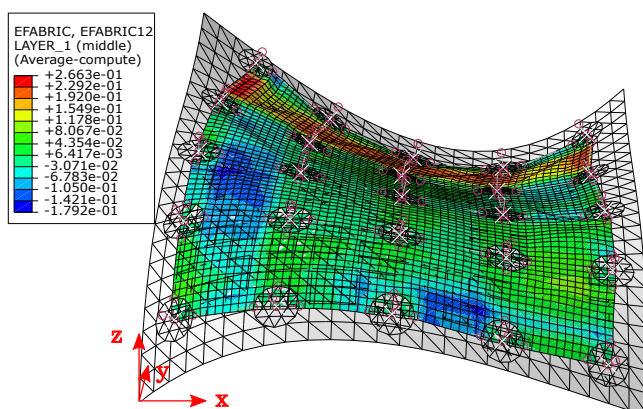 EFABRIC, EFABRIC12
LAYER_1 (middle)
(Average-compute)
+2.663e-01
+2.292e-01
+1.920e-01
+1.549e-01
+1.178e-01
+8.067e-02
+4.354e-02
+6.417e-03
-3.071e-02
-6.783e-02
-1.050e-01
-1.421e-01
-1.792e-01
z
y
x